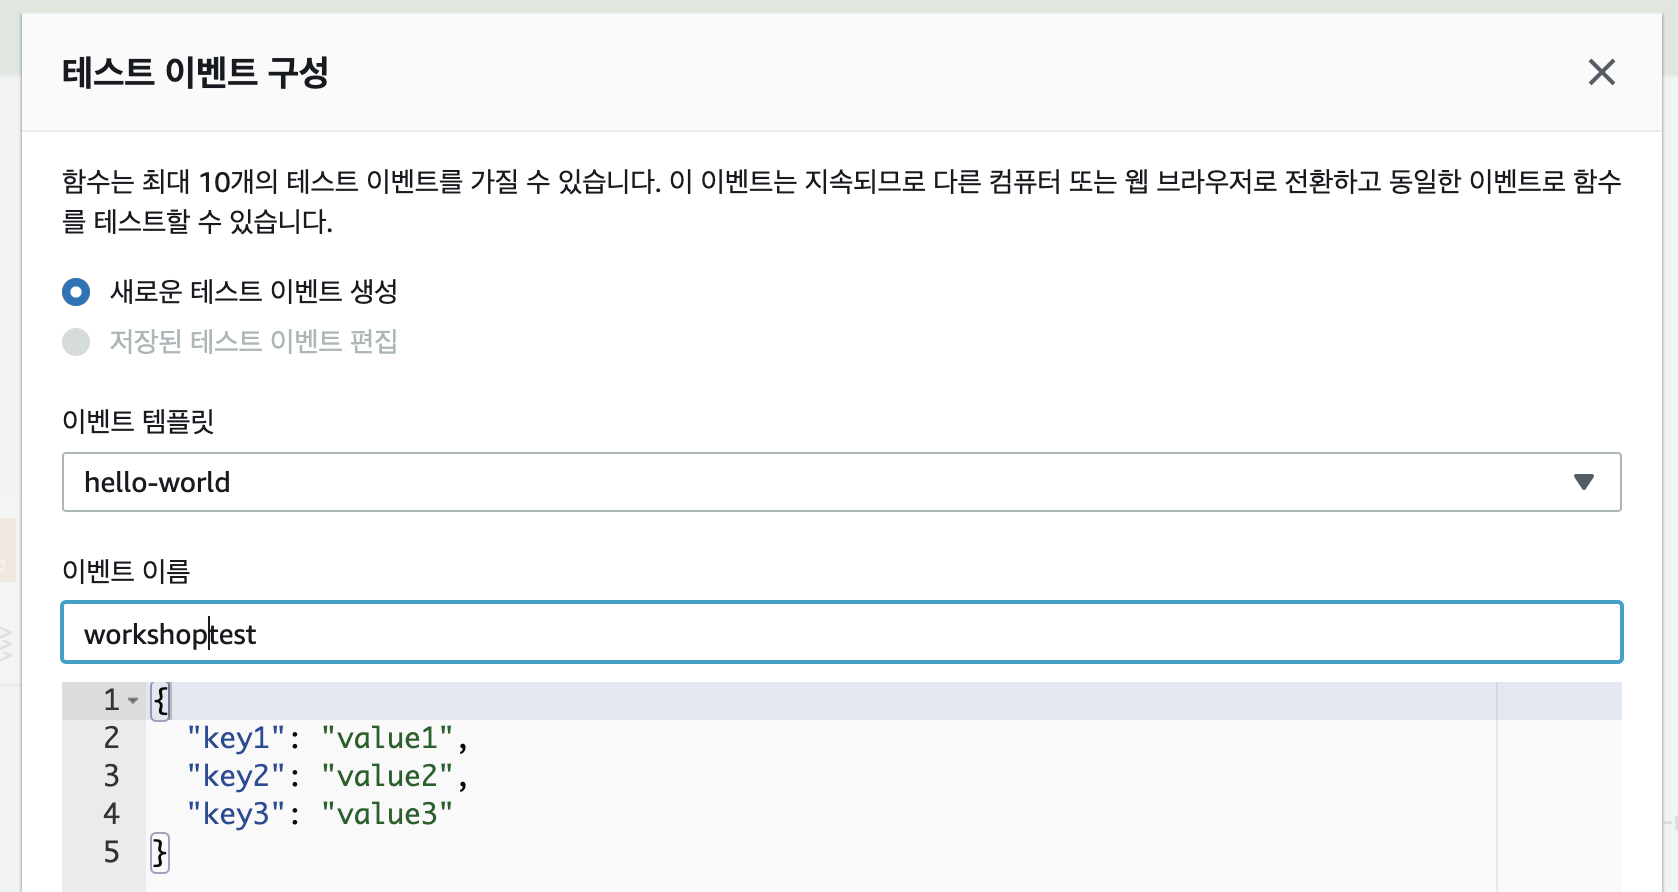 테스트 이벤트 구성
함수는 최대 10개의 테스트 이벤트를 가질 수 있습니다. 이 이벤트는 지속되므로 다른 컴퓨터 또는 웹 브라우저로 전환하고 동일한 이벤트로 함수
를 테스트할 수 있습니다.
새로운 테스트 이벤트 생성
저장된 테스트 이벤트 편집
이벤트 템플릿
hello-world
이벤트 이름
workshoptest
1 {
2 "key1": "value1",
3 "key2": "value2",
4 "key3": "value3"
5 }